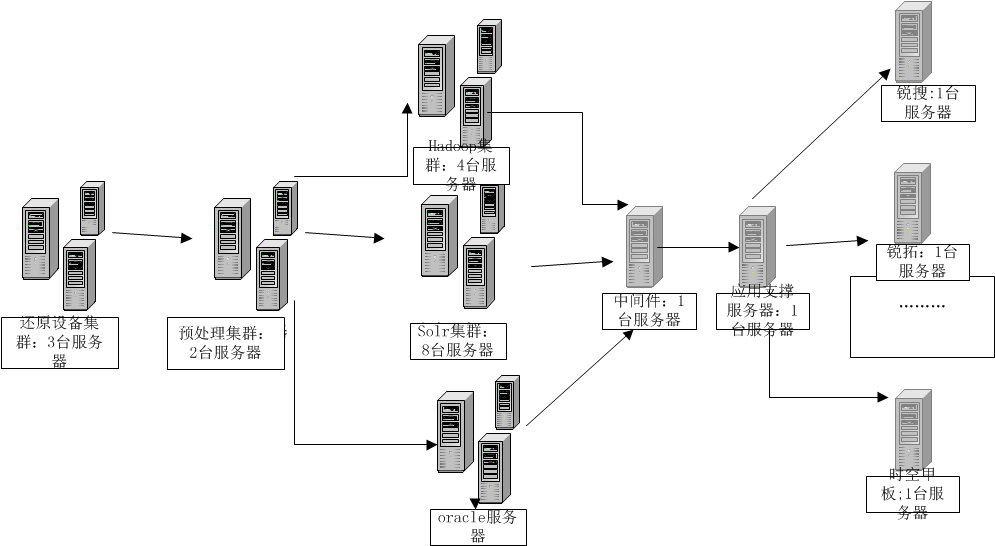 锐搜:1台
服务器
Hadoop集
群：4台服
务器
锐拓：1台
服务器
………
还原设备集
群：3台服务
器
预处理集群：
2台服务器
Solr集群：
8台服务器
中间件：1
台服务器
应用支撑
服务器：1
台服务器
时空甲
板;1台服
务器
oracle服务
器